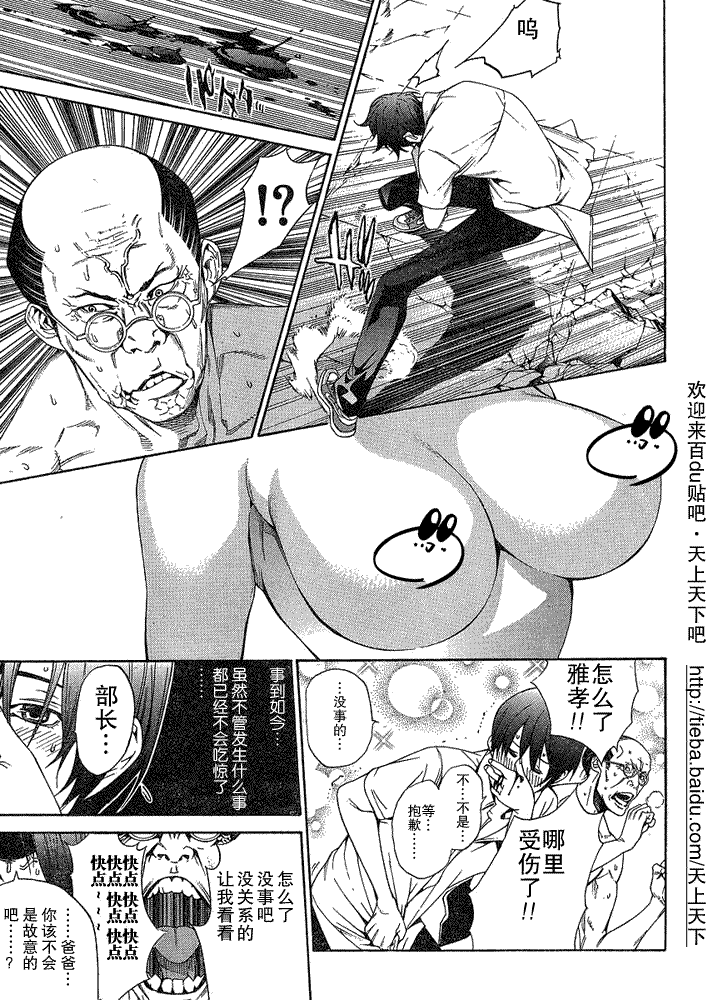 呜
!?
怎么了
雅孝!!
…没事的…
不…不是…
等…
抱歉…
哪里
受伤了!!
事到如今…
虽然不管发生什么事
都已经不会吃惊了
……
部长…
怎么了
没事吧
没关系的
让我看看
快点 快点 快点
快点 快点 快点
快点～～
……爸爸…
你该不会
是故意的
吧……?
欢迎来百du贴吧·天上天下吧 http://tieba.baidu.com/天上天下